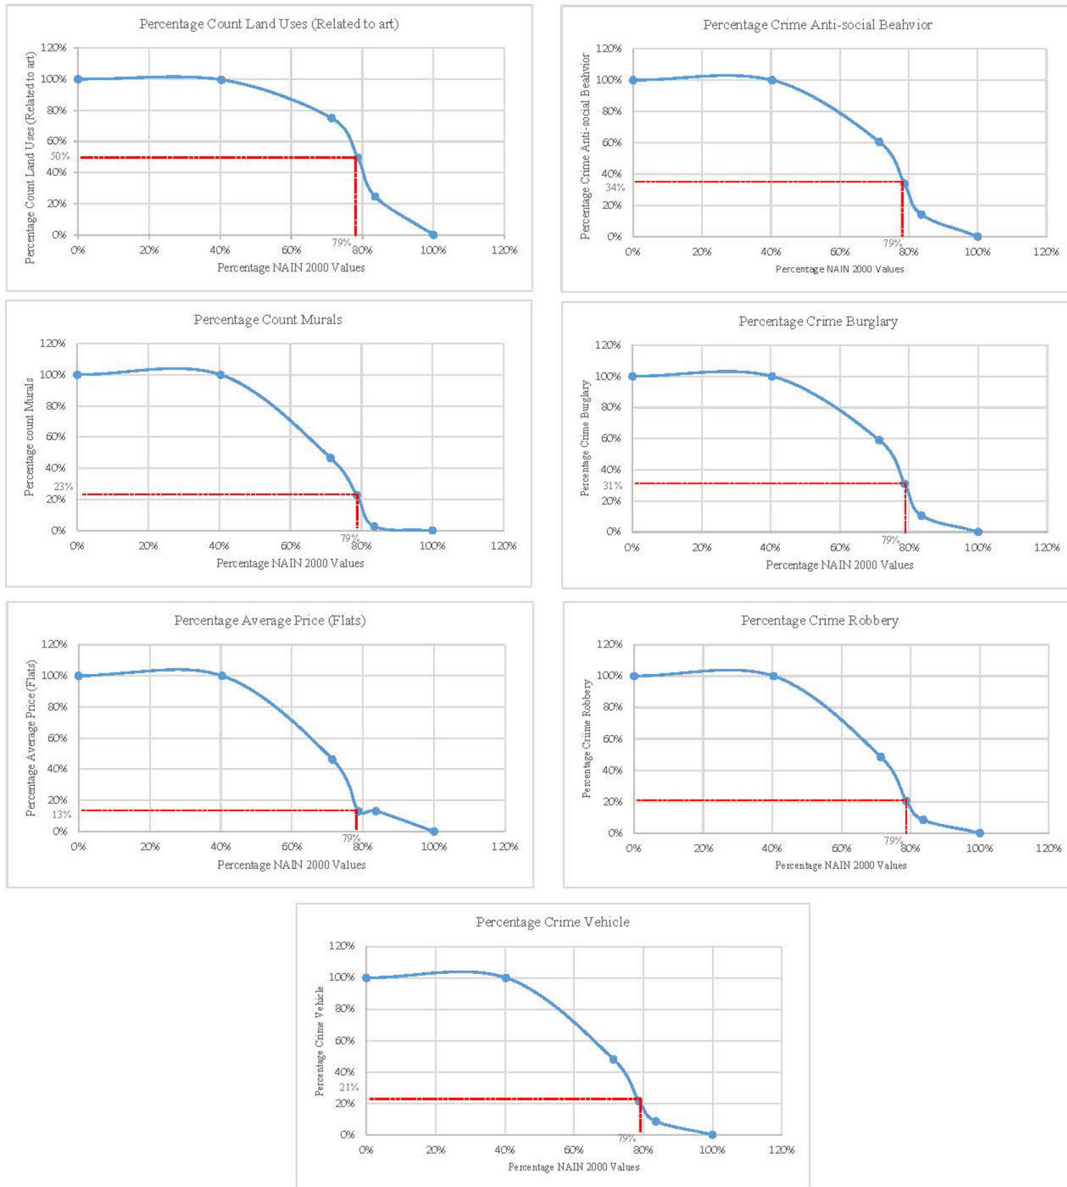 Percentage Count Land Uses (Related to art)
Percentage Count Land Uses (Related to art)
120%
100%
80%
60%
50%
40%
20%
0%
0% 20% 40% 60% 79% 80% 100% 120%
Percentage NAIN 2000 Values
Percentage Crime Anti-social Beahvior
Percentage Crime Anti-social Beahvior
120%
100%
80%
60%
40%
34%
20%
0%
0% 20% 40% 60% 79% 80% 100% 120%
Percentage NAIN 2000 Values
Percentage Count Murals
Percentage count Murals
120%
100%
80%
60%
40%
23%
20%
0%
0% 20% 40% 60% 79% 80% 100% 120%
Percentage NAIN 2000 Values
Percentage Crime Burglary
Percentage Crime Burglary
120%
100%
80%
60%
40%
31%
20%
0%
0% 20% 40% 60% 79% 80% 100% 120%
Percentage NAIN 2000 Values
Percentage Average Price (Flats)
Percentage Average Price (Flats)
120%
100%
80%
60%
40%
20%
13%
0%
0% 20% 40% 60% 79% 80% 100% 120%
Percentage NAIN 2000 Values
Percentage Crime Robbery
Percentage Criime Robbery
120%
100%
80%
60%
40%
20%
0%
0% 20% 40% 60% 79% 80% 100% 120%
Percentage NAIN 2000 Values
Percentage Crime Vehicle
Percentage Crime Vehicle
120%
100%
80%
60%
40%
21%
20%
0%
0% 20% 40% 60% 79% 80% 100% 120%
Percentage NAIN 2000 Values